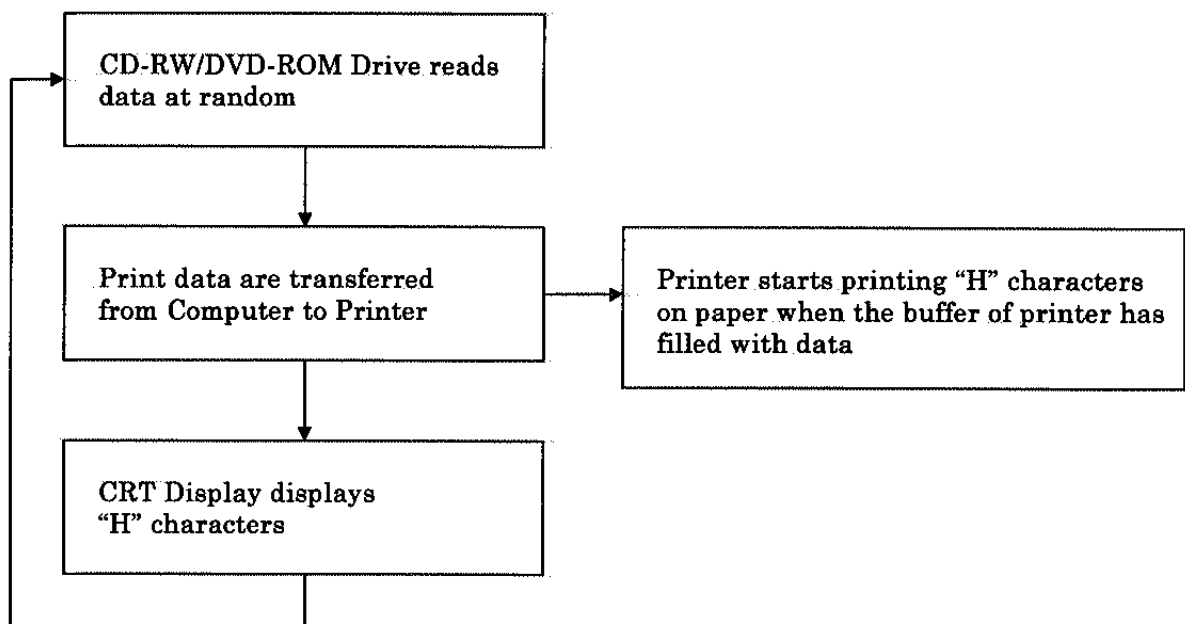 CD-RW/DVD-ROM Drive reads
data at random
Print data are transferred
from Computer to Printer
Printer starts printing “H” characters
on paper when the buffer of printer has
filled with data
CRT Display displays
“H” characters